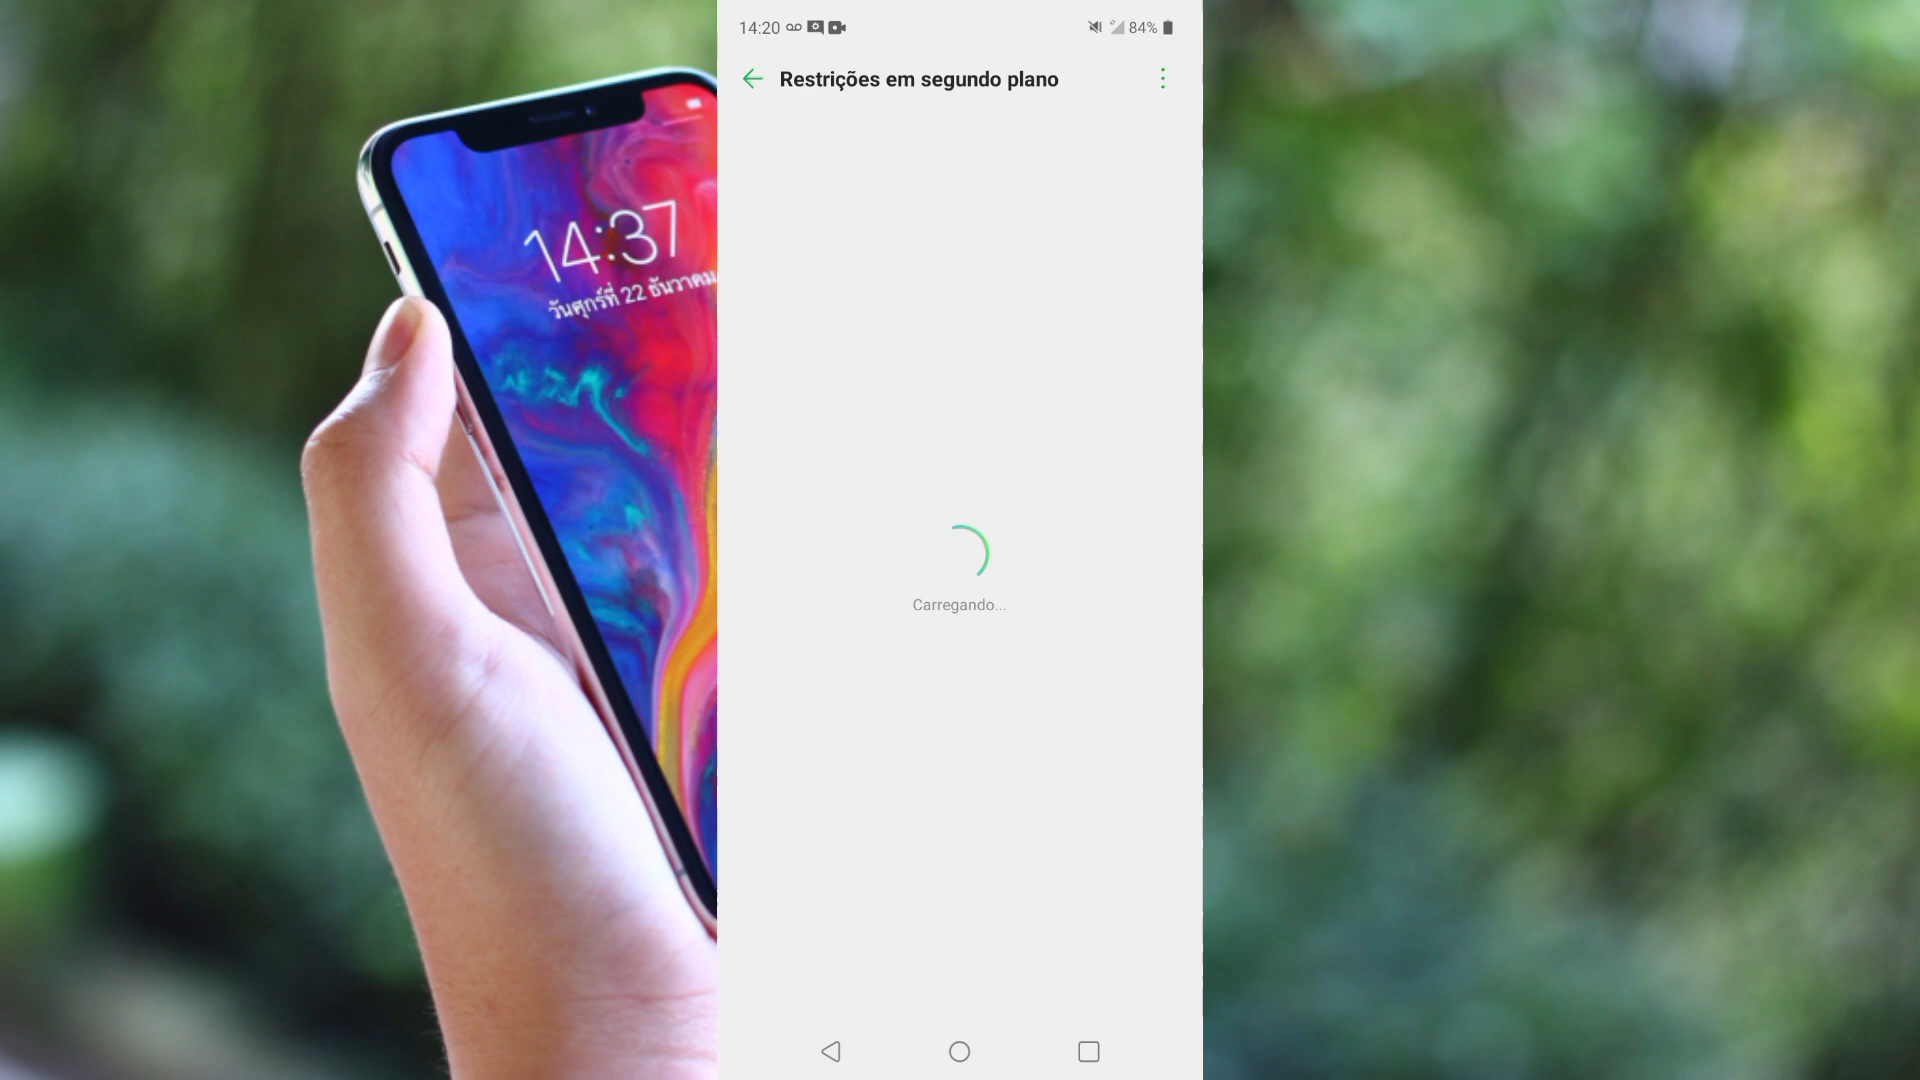 14:20
84%
Restrições em segundo plano
14:37
วันศุกร์ที่ 22 ธันวาคม
Carregando...